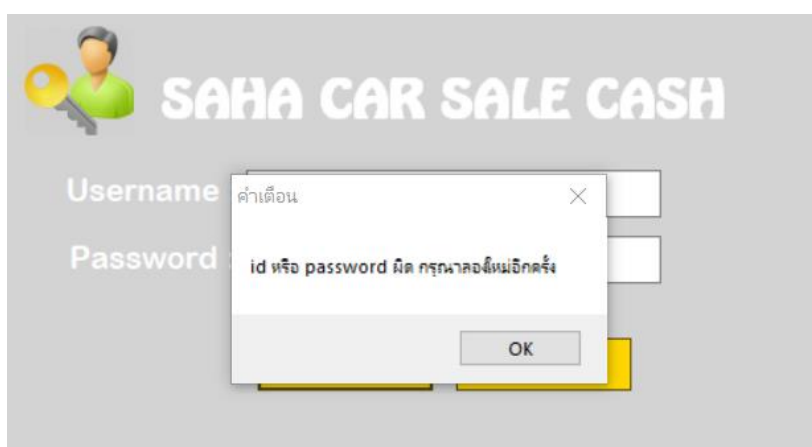 SAHA CAR SALE CASH
Username
คำเตือน
Password :
id หรือ password ผิด กรุณาลองใหม่อีกครั้ง
OK